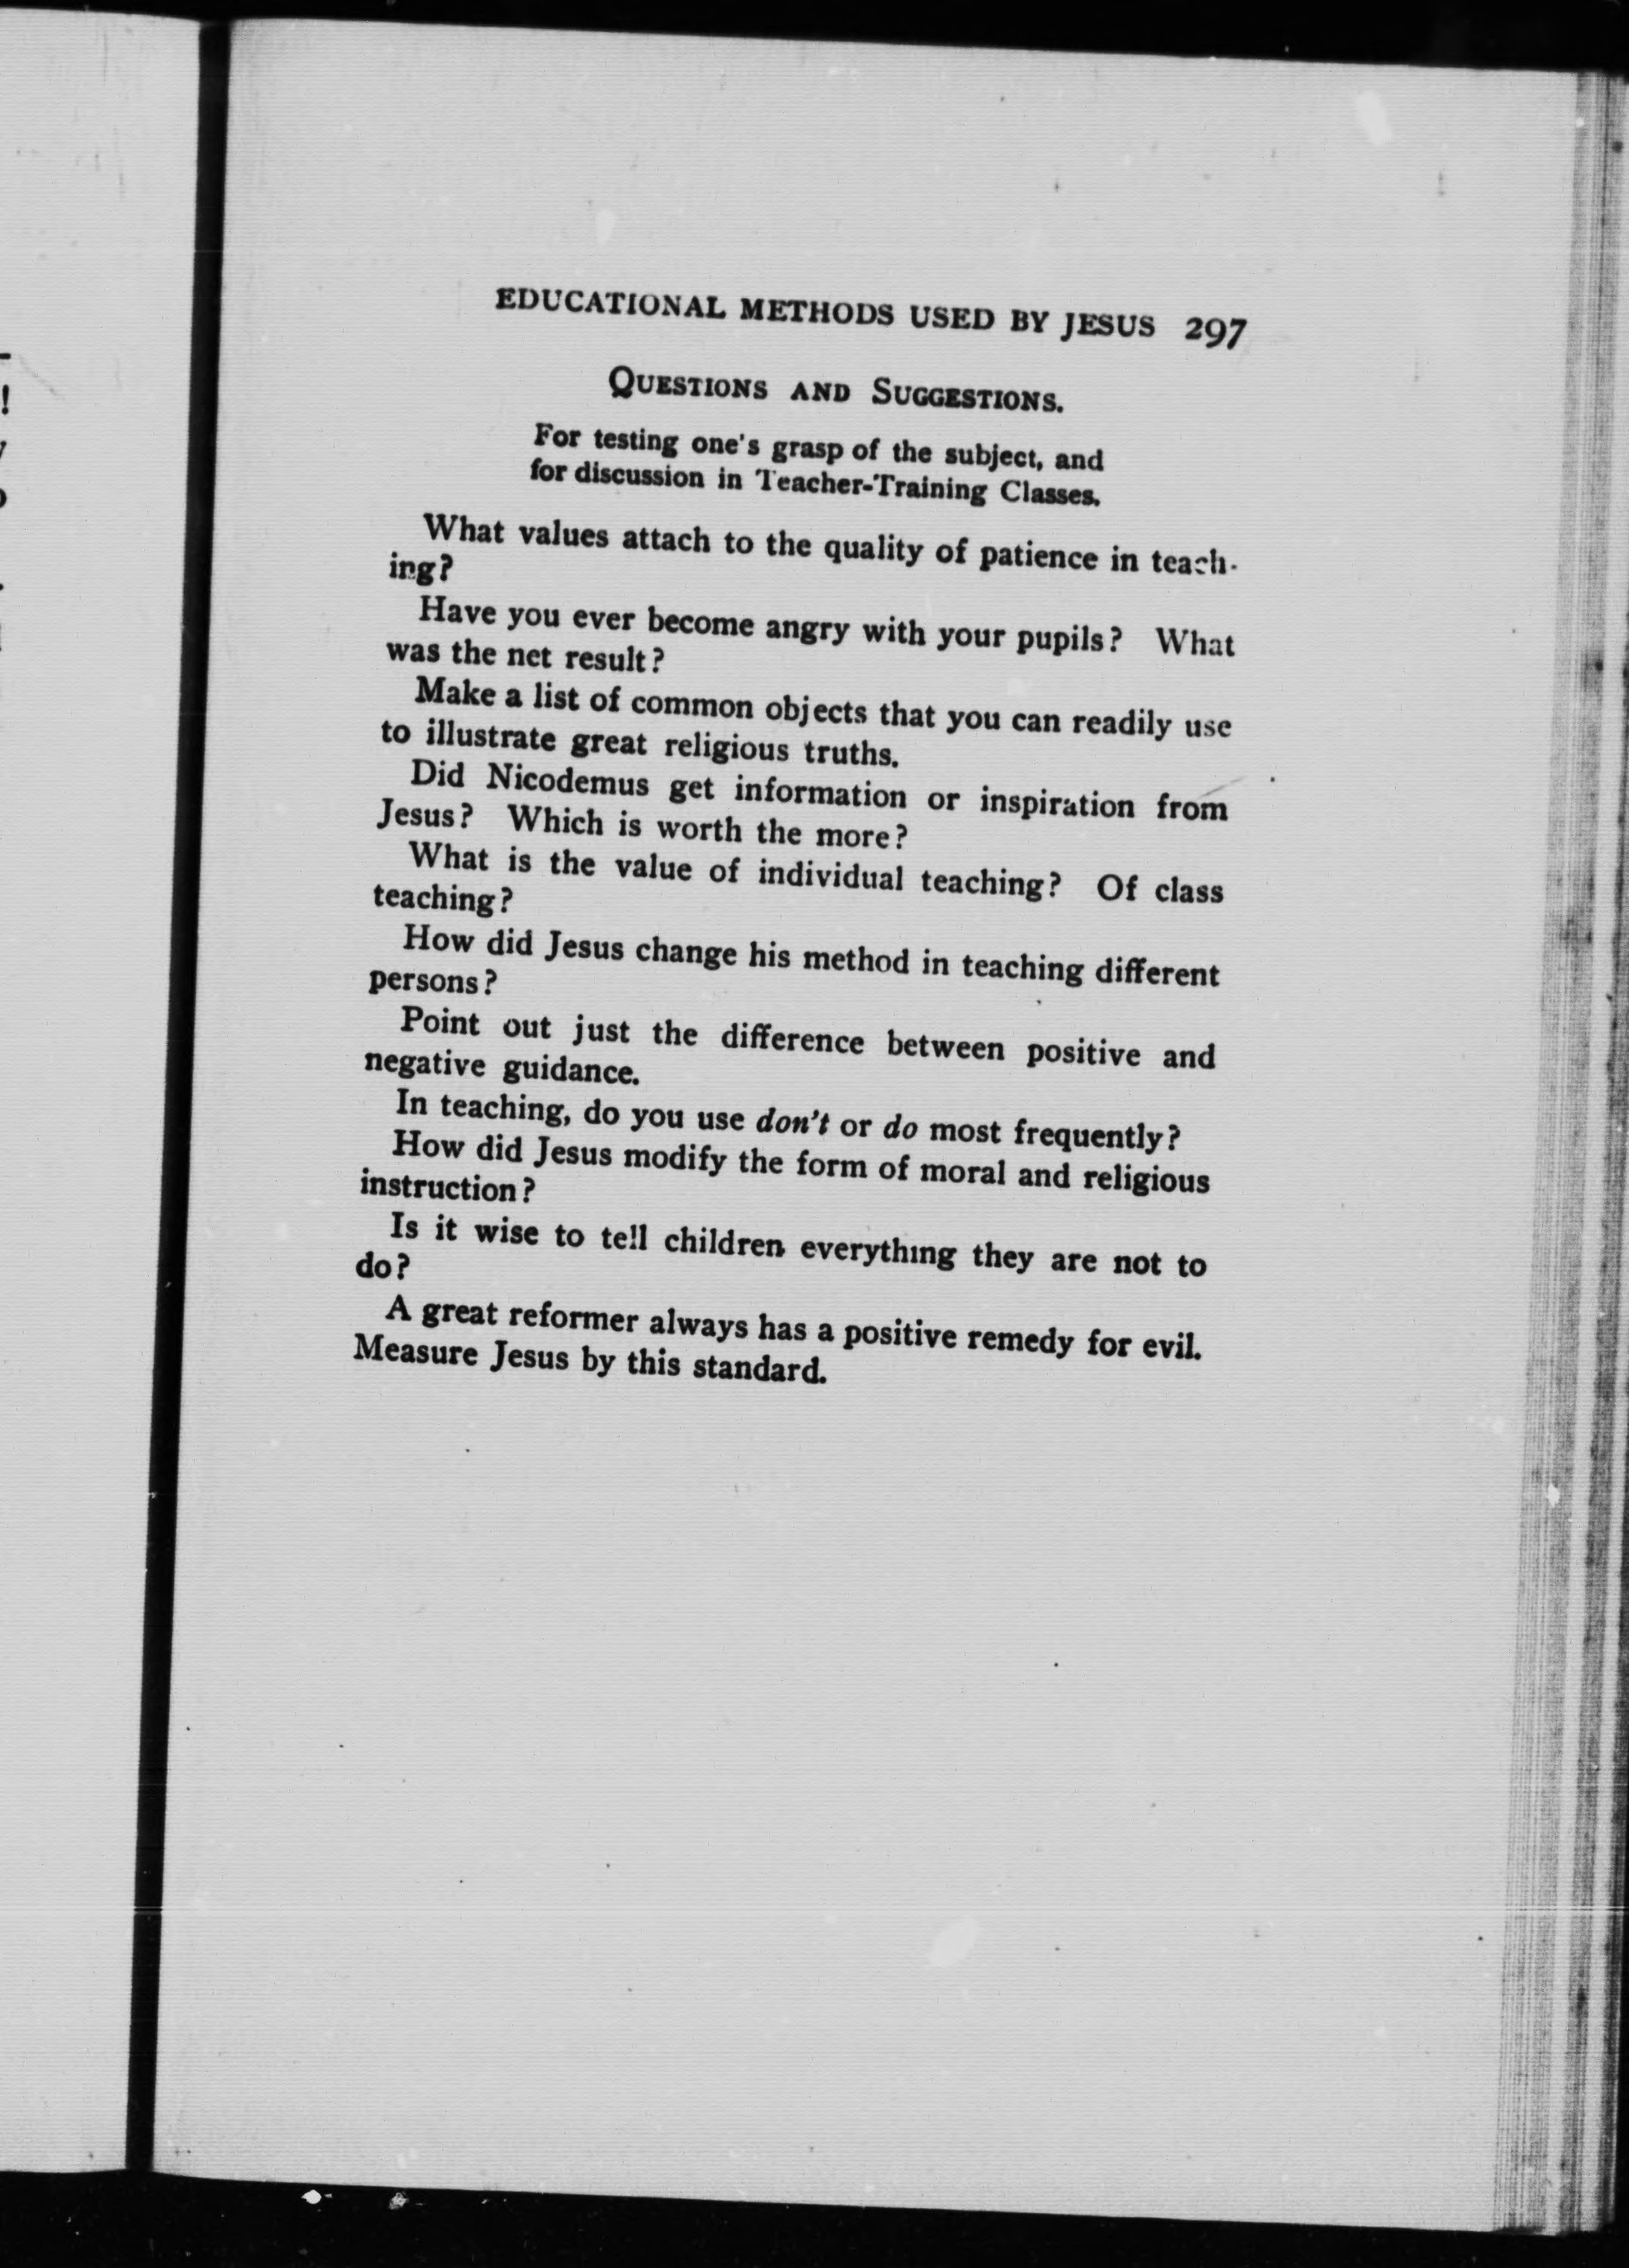 EDUCATIONAL METHODS USED BY JESUS 297
QUESTIONS AND SUGGESTIONS.
For testing one's grasp of the subject, and
for discussion in Teacher-Training Classes.
What values attach to the quality of patience in teach-
ing?
Have you ever become angry with your pupils? What
was the net result?
Make a list of common objects that you can readily use
to illustrate great religious truths.
Did Nicodemus get information or inspiration from
Jesus? Which is worth the more?
What is the value of individual teaching? Of class
teaching?
How did Jesus change his method in teaching different
persons?
Point out just the difference between positive and
negative guidance.
In teaching, do you use don't or do most frequently?
How did Jesus modify the form of moral and religious
instruction?
Is it wise to tell children everything they are not to
do?
A great reformer always has a positive remedy for evil.
Measure Jesus by this standard.